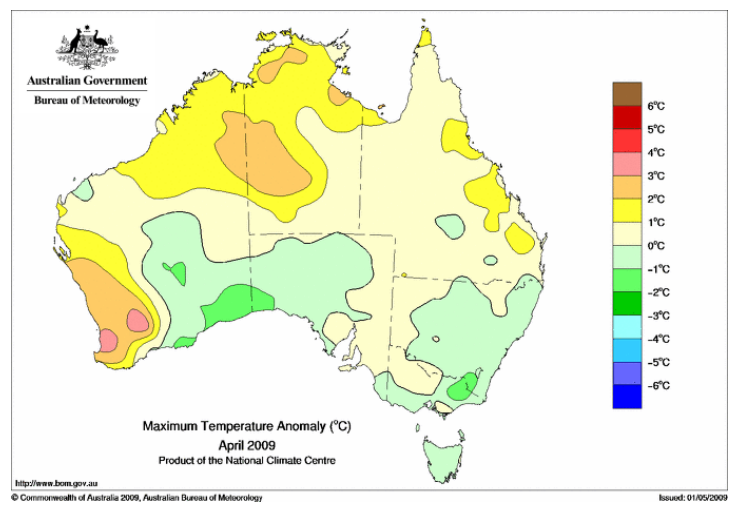 Australian Government
Bureau of Meteorology
6°C
5°C
4°C
3°C
2°C
1°C
0°C
-1°C
-2°C
-3°C
-4°C
-5°C
-6°C
Maximum Temperature Anomaly (°C)
April 2009
Product of the National Climate Centre
http://www.bom.gov.au
© Commonwealth of Australia 2009, Australian Bureau of Meteorology
Issued: 01/05/2009